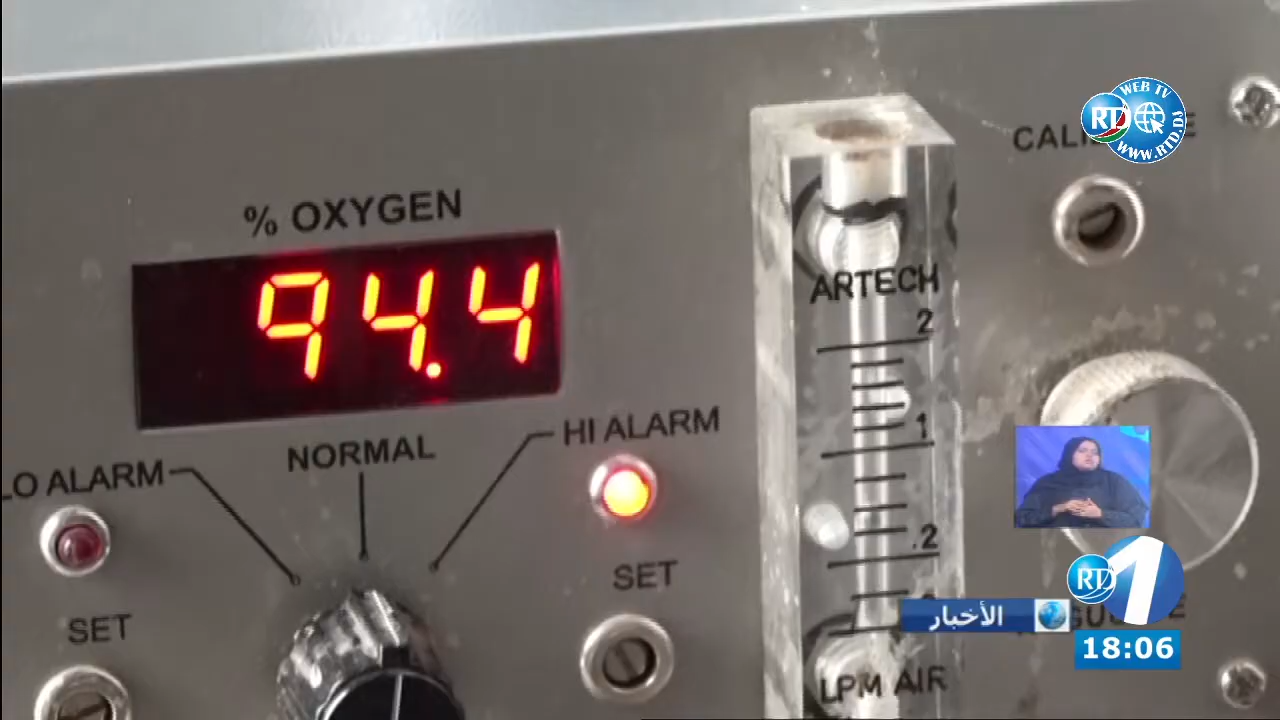 WEB TV
RTD
WWW.RTD.DJ
% OXYGEN
94.4
LO ALARM
NORMAL
HI ALARM
SET
SET
ARTECH
2
1
.2
LPM AIR
RTD
1
الأخبار
18:06